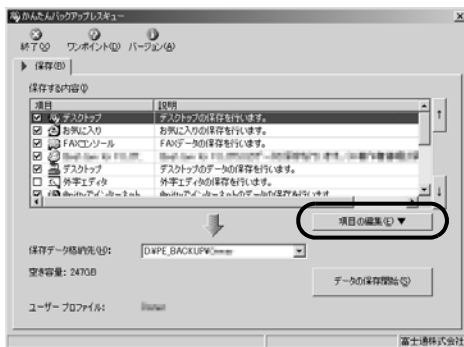 かんたんバックアップレスキュー
終了(X) ワンポイント(D) バージョン(A)
保存(B)
保存する内容(I)
項目 説明
デスクトップ デスクトップの保存を行います。
お気に入り お気に入りの保存を行います。
FAXコンソール FAXデータの保存を行います。
デスクトップ デスクトップのデータの保存を行います。
外字エディタ 外字エディタの保存を行います。
項目の編集(E) ▼
保存データ格納先(H): D:¥PE_BACKUP¥
空き容量: 247GB
データの保存開始(S)
ユーザー プロファイル:
富士通株式会社